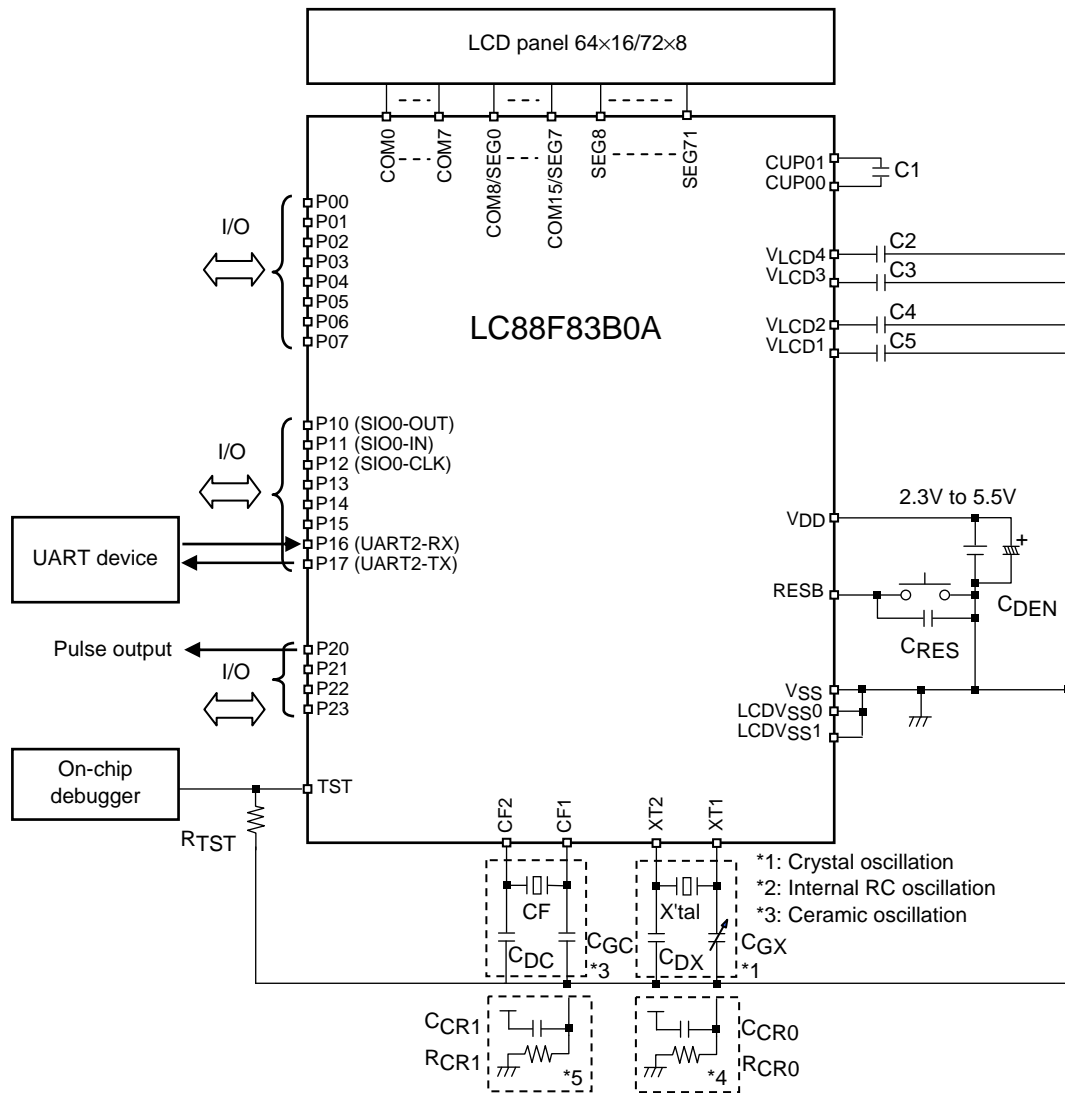 LCD panel 64×16/72×8
COM0
COM7
COM8/SEG0
COM15/SEG7
SEG8
SEG71
CUP01
CUP00
C1
P00
P01
P02
P03
P04
P05
P06
P07
I/O
VLCD4
VLCD3
VLCD2
VLCD1
C2
C3
C4
C5
LC88F83B0A
P10 (SIO0-OUT)
P11 (SIO0-IN)
P12 (SIO0-CLK)
P13
P14
P15
P16 (UART2-RX)
P17 (UART2-TX)
I/O
UART device
2.3V to 5.5V
VDD
RESB
+
CDEN
CRES
Pulse output
P20
P21
P22
P23
I/O
VSS
LCDVSS0
LCDVSS1
On-chip
debugger
TST
RTST
CF2
CF1
XT2
XT1
*1: Crystal oscillation
*2: Internal RC oscillation
*3: Ceramic oscillation
CF
CDC
CGC
*3
X'tal
CDX
CGX
*1
CCR1
RCR1
*5
CCR0
RCR0
*4